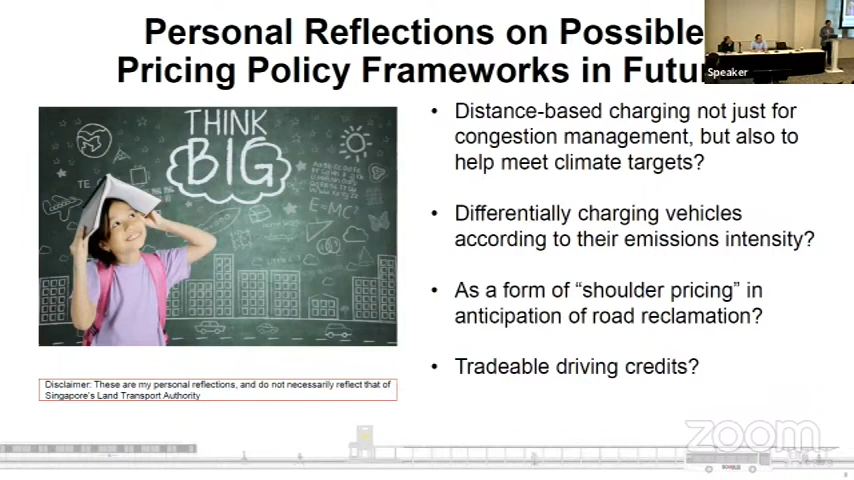 Personal Reflections on Possible
Pricing Policy Frameworks in Futu
Speaker
THINK
BIG
TE
E=MC²
• Distance-based charging not just for
congestion management, but also to
help meet climate targets?
• Differentially charging vehicles
according to their emissions intensity?
• As a form of “shoulder pricing” in
anticipation of road reclamation?
• Tradeable driving credits?
Disclaimer: These are my personal reflections, and do not necessarily reflect that of
Singapore's Land Transport Authority
zoom